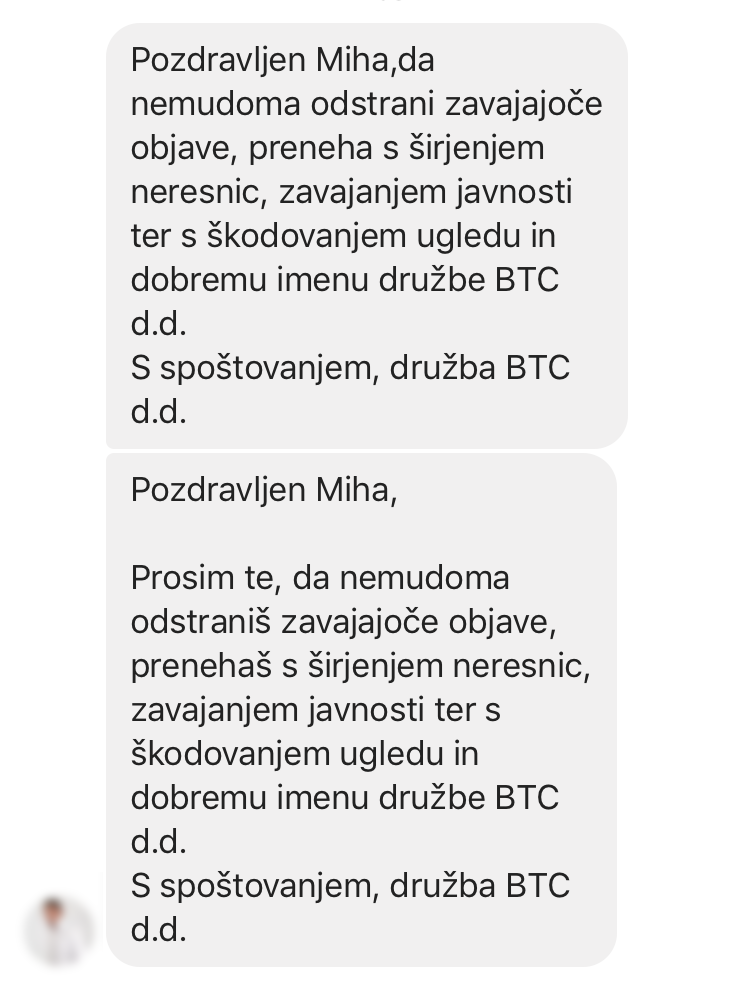 Pozdravljen Miha,da
nemudoma odstrani zavajajoče
objave, preneha s širjenjem
neresnic, zavajanjem javnosti
ter s škodovanjem ugledu in
dobremu imenu družbe BTC
d.d.
S spoštovanjem, družba BTC
d.d.
Pozdravljen Miha,
Prosim te, da nemudoma
odstraniš zavajajoče objave,
prenehaš s širjenjem neresnic,
zavajanjem javnosti ter s
škodovanjem ugledu in
dobremu imenu družbe BTC
d.d.
S spoštovanjem, družba BTC
d.d.